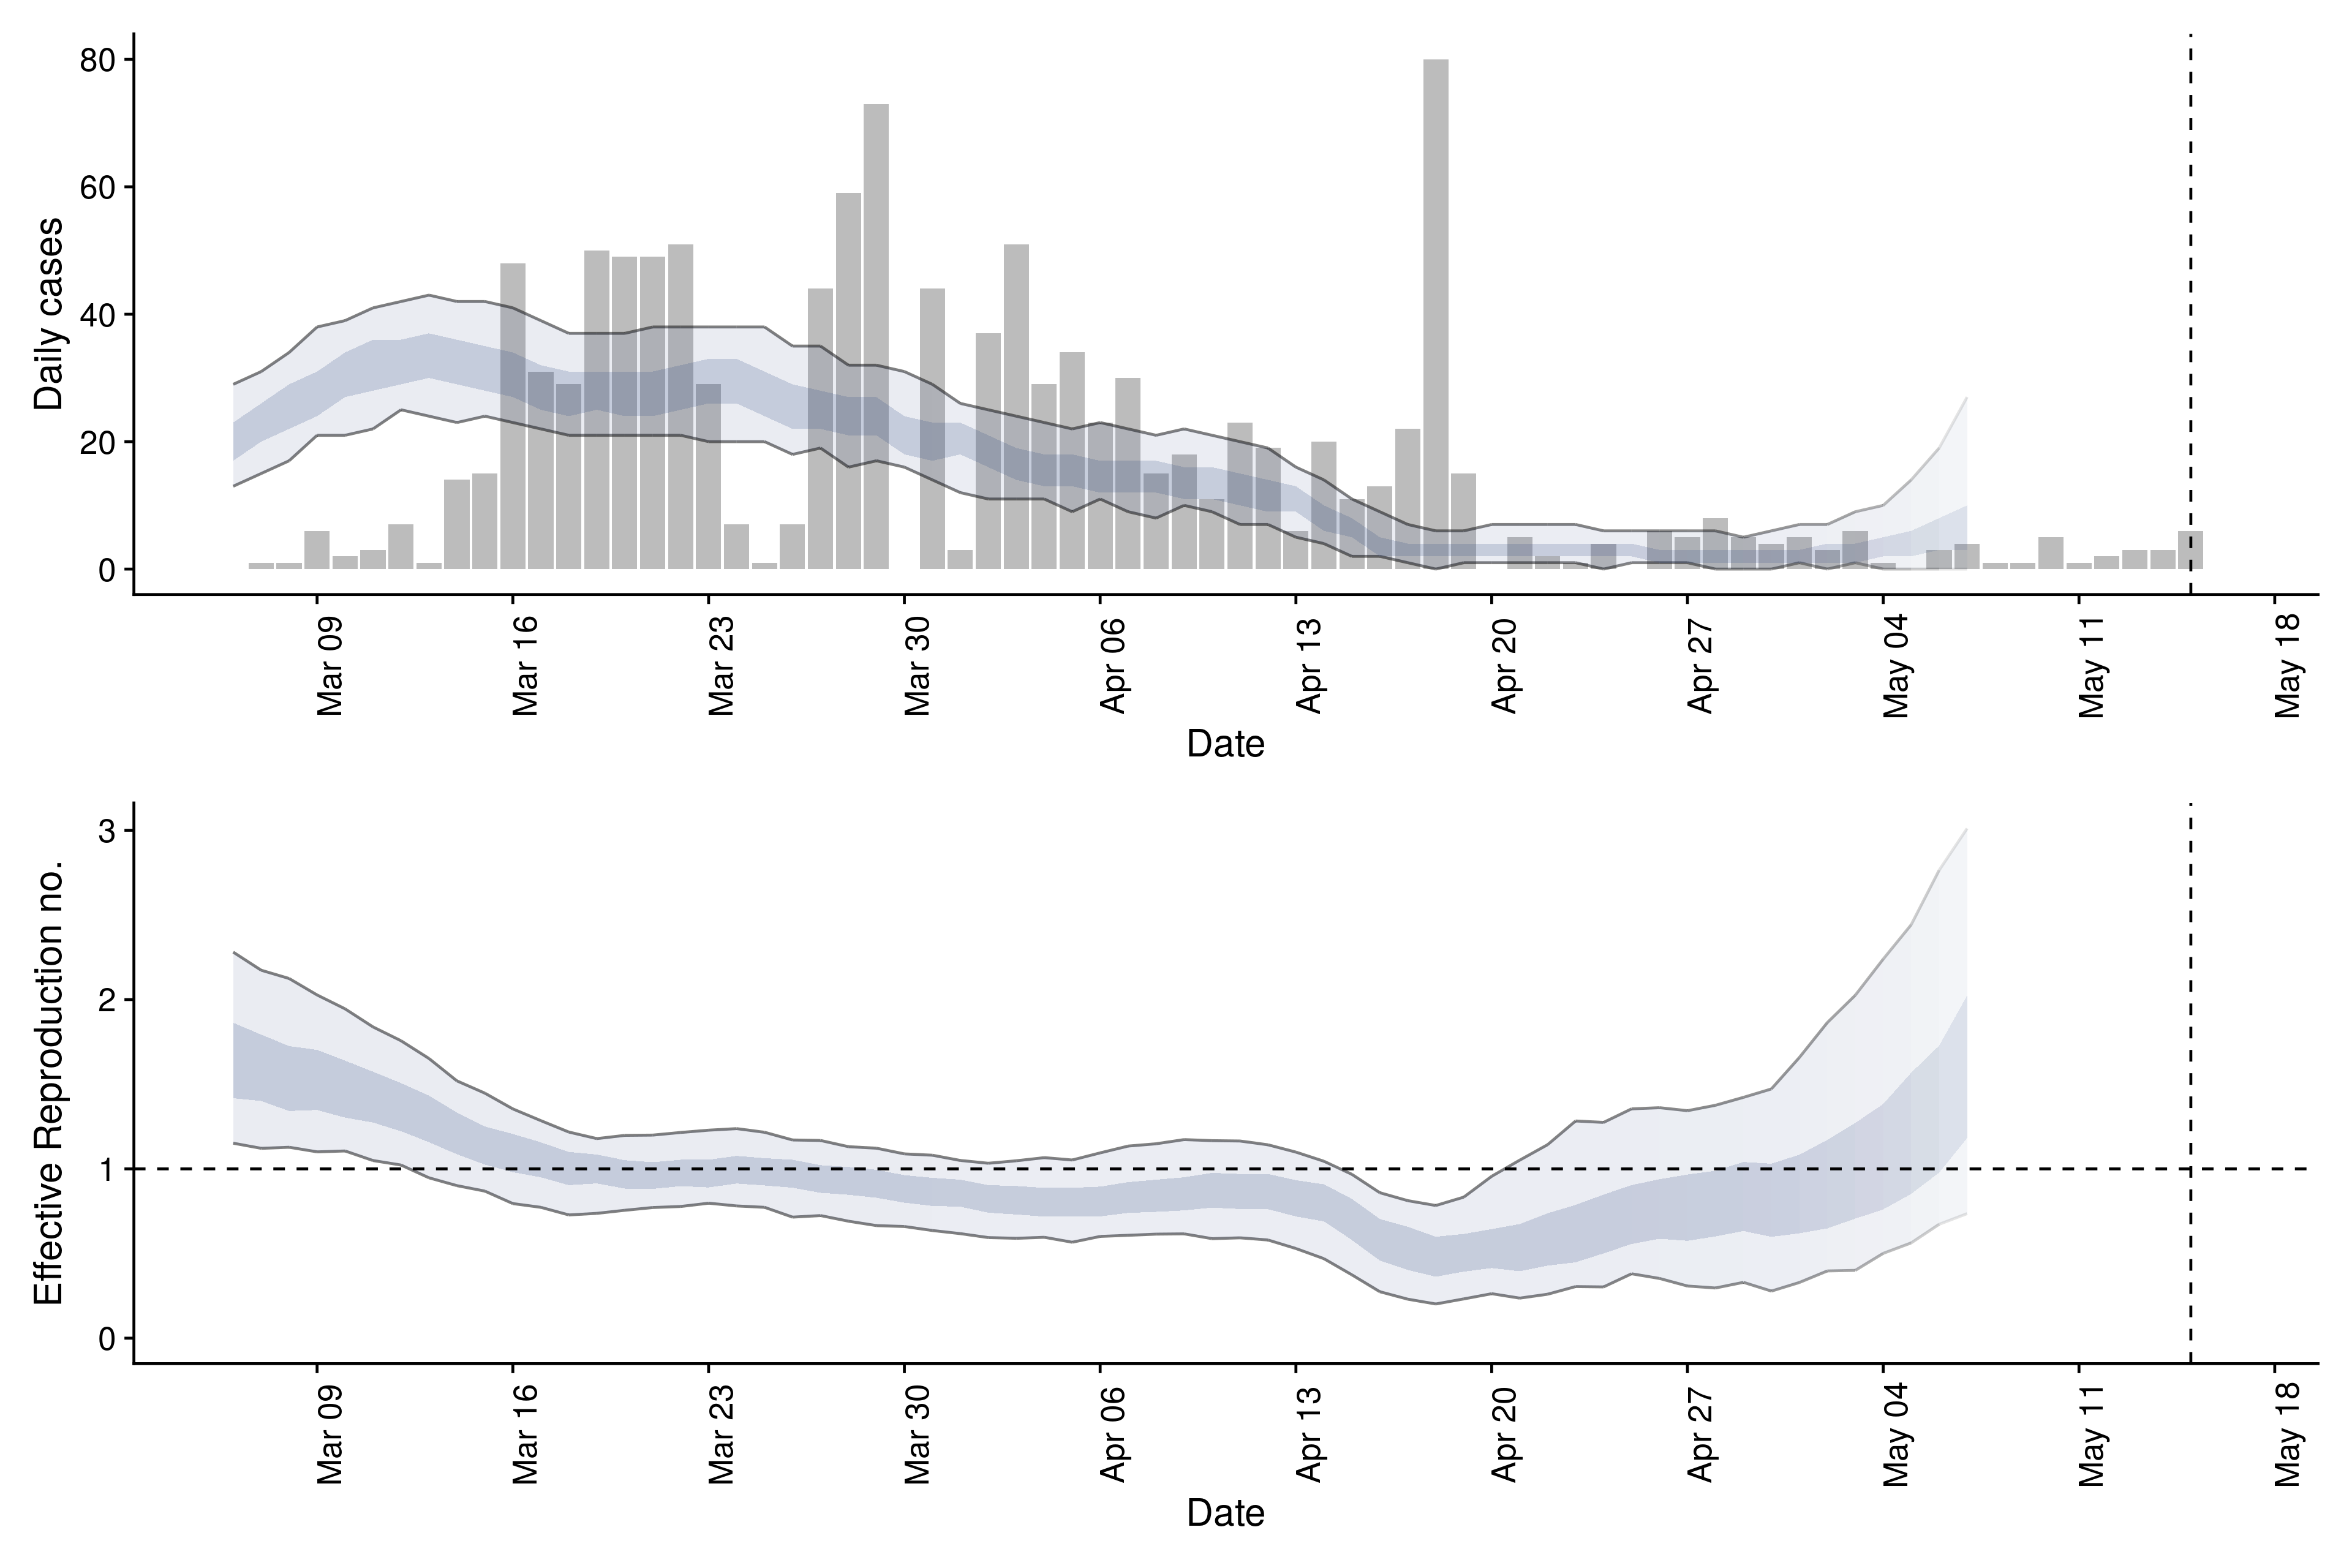 Daily cases
80
60
40
20
0
Mar 09
Mar 16
Mar 23
Mar 30
Apr 06
Apr 13
Apr 20
Apr 27
May 04
May 11
May 18
Date
Effective Reproduction no.
3
2
1
0
Mar 09
Mar 16
Mar 23
Mar 30
Apr 06
Apr 13
Apr 20
Apr 27
May 04
May 11
May 18
Date